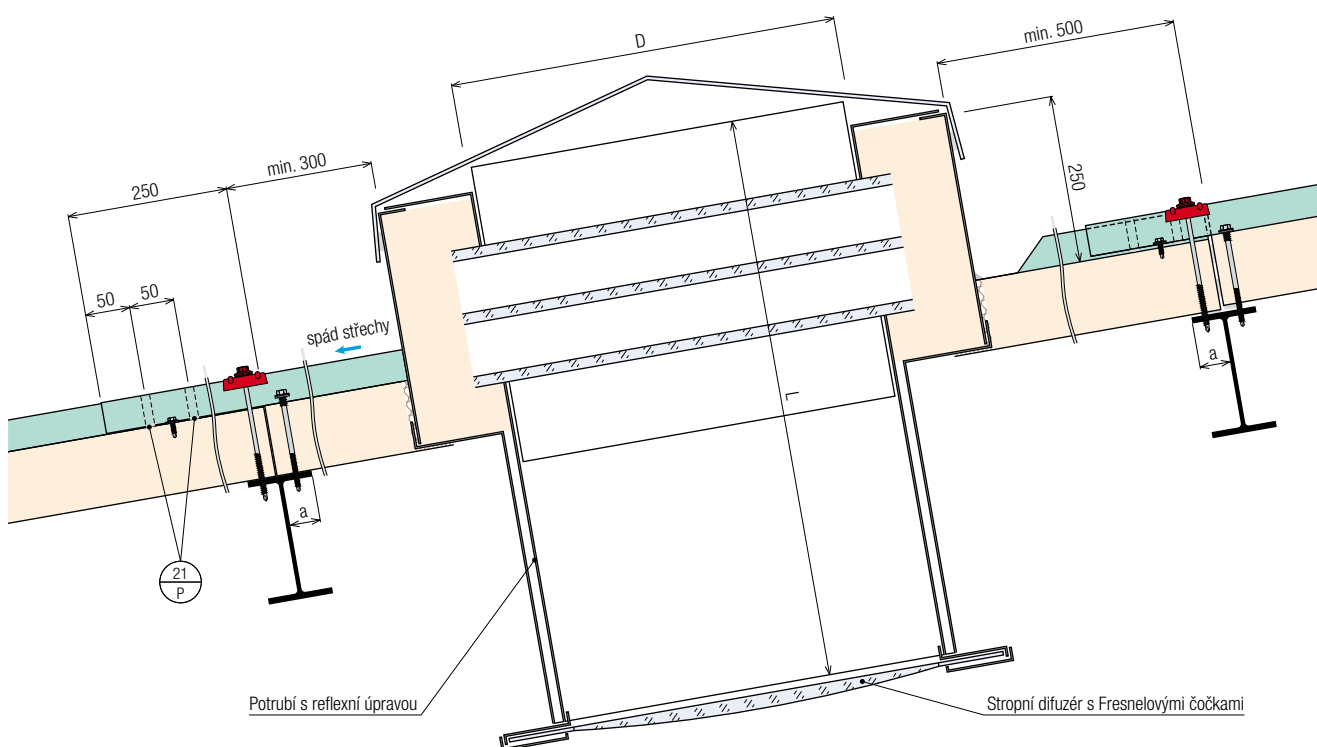 D
min. 500
min. 300
250
250
50
50
spád střechy
a
L
a
21
P
Potrubí s reflexní úpravou
Stropní difuzér s Fresnelovými čočkami